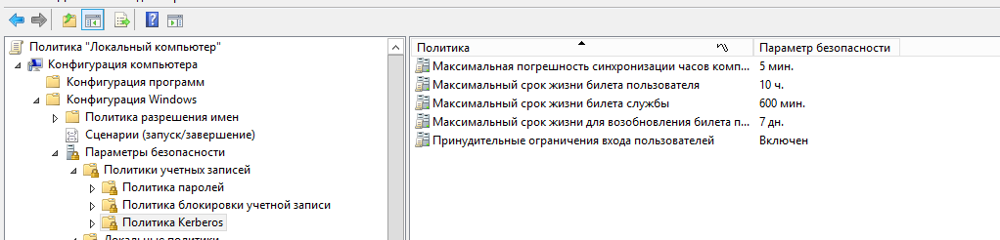 Политика "Локальный компьютер"
Конфигурация компьютера
Конфигурация программ
Конфигурация Windows
Политика разрешения имен
Сценарии (запуск/завершение)
Параметры безопасности
Политики учетных записей
Политика паролей
Политика блокировки учетной записи
Политика Kerberos
Локальные политики
Политика Параметр безопасности
Максимальная погрешность синхронизации часов комп... 5 мин.
Максимальный срок жизни билета пользователя 10 ч.
Максимальный срок жизни билета службы 600 мин.
Максимальный срок жизни для возобновления билета п... 7 дн.
Принудительные ограничения входа пользователей Включен